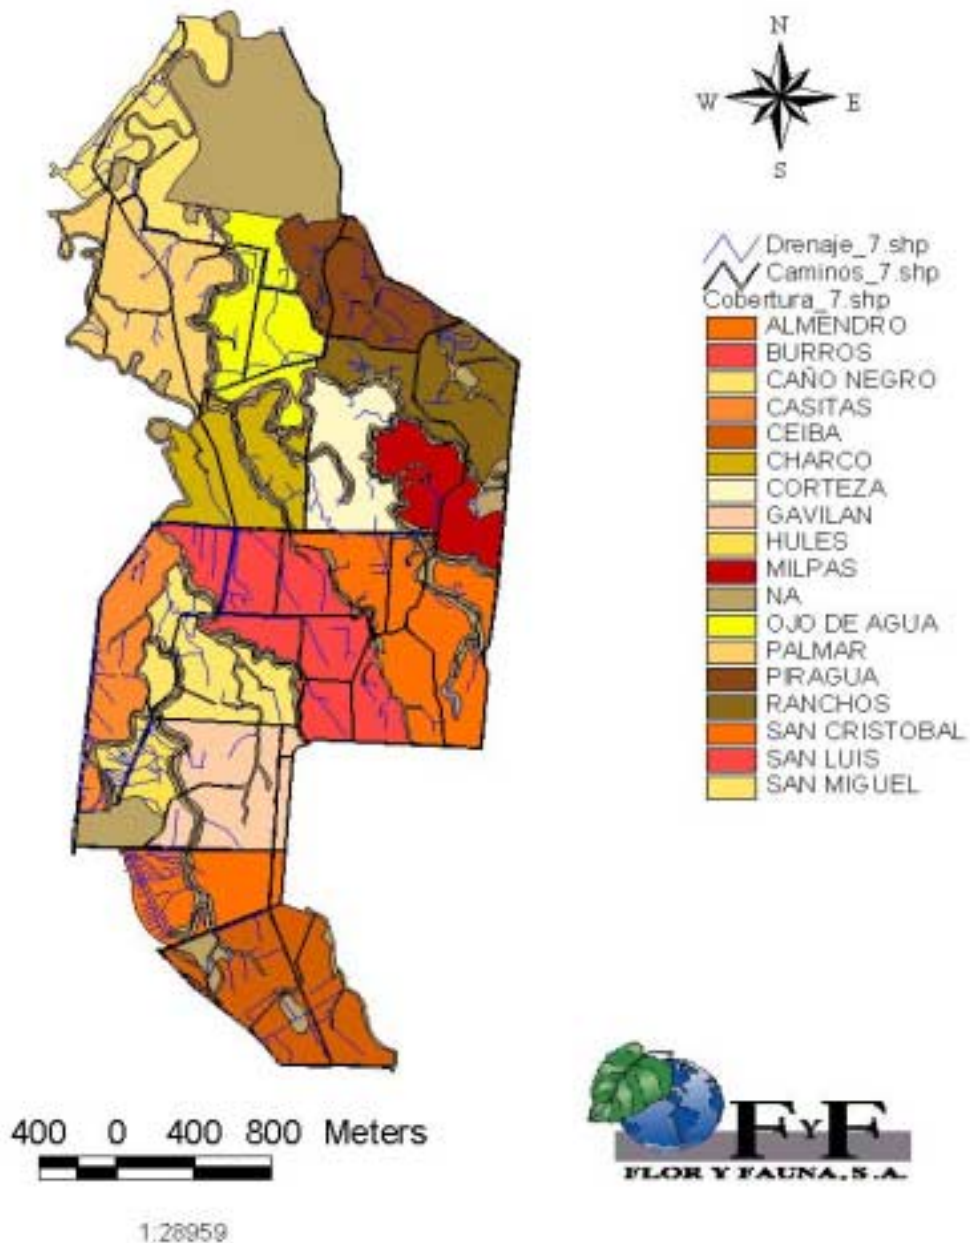 N
W E
S
Drenaje_7.shp
Caminos_7.shp
Cobertura_7.shp
ALMENDRO
BURROS
CAÑO NEGRO
CASITAS
CEIBA
CHARCO
CORTEZA
GAVILAN
HULES
MILPAS
NA
OJO DE AGUA
PALMAR
PIRAGUA
RANCHOS
SAN CRISTOBAL
SAN LUIS
SAN MIGUEL
400 0 400 800 Meters
1:28959
F Y F
FLOR Y FAUNA, S.A.